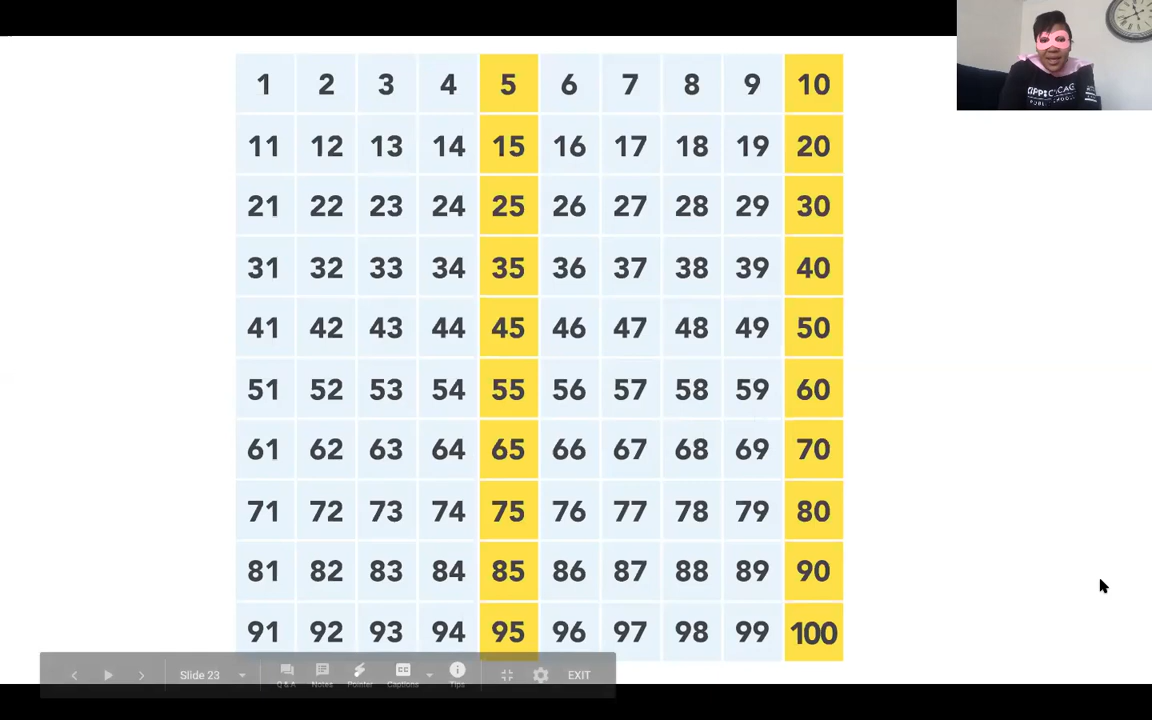 1 2 3 4 5 6 7 8 9 10
11 12 13 14 15 16 17 18 19 20
21 22 23 24 25 26 27 28 29 30
31 32 33 34 35 36 37 38 39 40
41 42 43 44 45 46 47 48 49 50
51 52 53 54 55 56 57 58 59 60
61 62 63 64 65 66 67 68 69 70
71 72 73 74 75 76 77 78 79 80
81 82 83 84 85 86 87 88 89 90
91 92 93 94 95 96 97 98 99 100
Slide 23
Q & A Notes Pointer CC Captions Tips EXIT